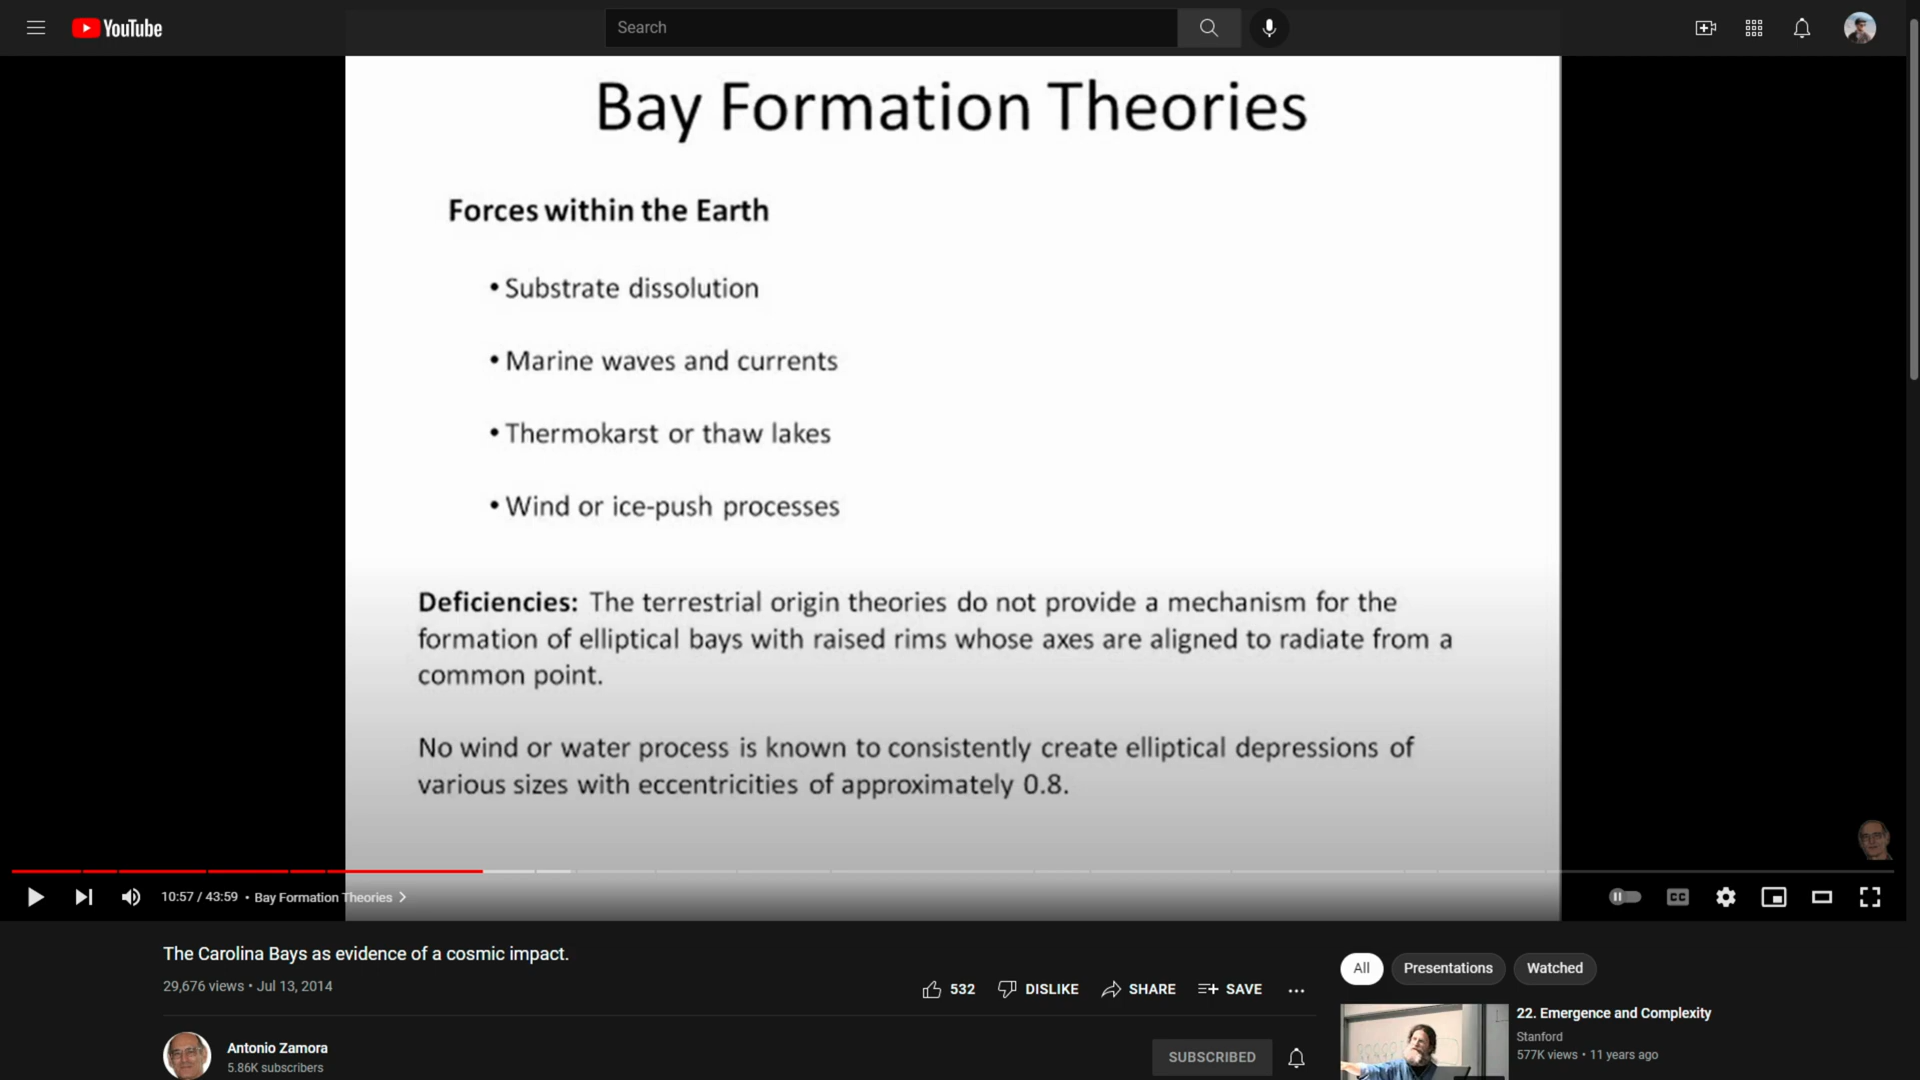 YouTube
Search
Bay Formation Theories
Forces within the Earth
• Substrate dissolution
• Marine waves and currents
• Thermokarst or thaw lakes
• Wind or ice-push processes
Deficiencies: The terrestrial origin theories do not provide a mechanism for the
formation of elliptical bays with raised rims whose axes are aligned to radiate from a
common point.
No wind or water process is known to consistently create elliptical depressions of
various sizes with eccentricities of approximately 0.8.
10:57 / 43:59 • Bay Formation Theories
CC
The Carolina Bays as evidence of a cosmic impact.
29,676 views • Jul 13, 2014
532 DISLIKE SHARE SAVE ...
All Presentations Watched
Antonio Zamora
5.86K subscribers
SUBSCRIBED
22. Emergence and Complexity
Stanford
577K views • 11 years ago